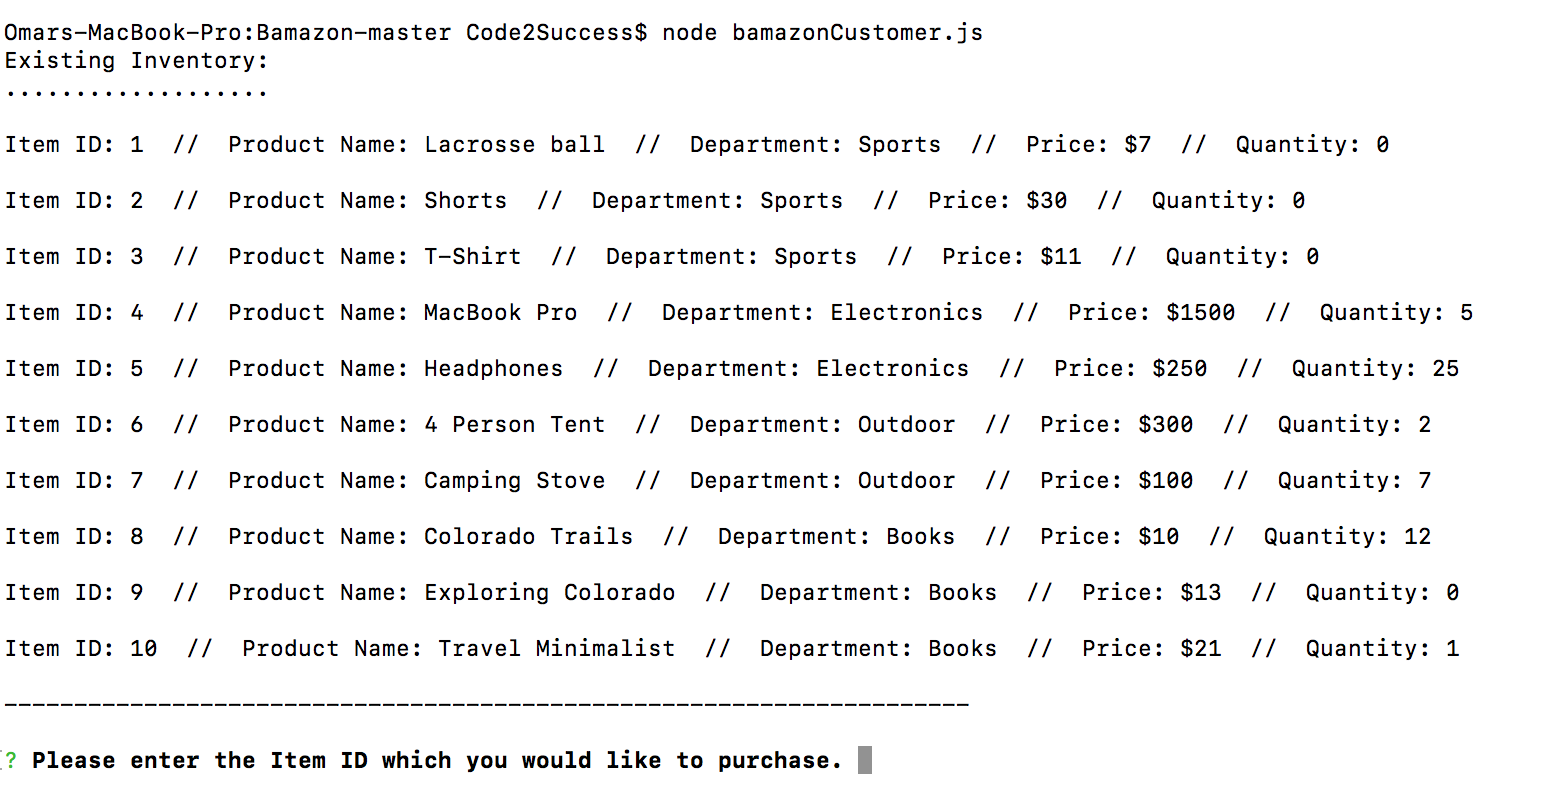 Omars-MacBook-Pro:Bamazon-master Code2Success$ node bamazonCustomer.js
Existing Inventory:
...................
Item ID: 1  //  Product Name: Lacrosse ball  //  Department: Sports  //  Price: $7  //  Quantity: 0
Item ID: 2  //  Product Name: Shorts  //  Department: Sports  //  Price: $30  //  Quantity: 0
Item ID: 3  //  Product Name: T-Shirt  //  Department: Sports  //  Price: $11  //  Quantity: 0
Item ID: 4  //  Product Name: MacBook Pro  //  Department: Electronics  //  Price: $1500  //  Quantity: 5
Item ID: 5  //  Product Name: Headphones  //  Department: Electronics  //  Price: $250  //  Quantity: 25
Item ID: 6  //  Product Name: 4 Person Tent  //  Department: Outdoor  //  Price: $300  //  Quantity: 2
Item ID: 7  //  Product Name: Camping Stove  //  Department: Outdoor  //  Price: $100  //  Quantity: 7
Item ID: 8  //  Product Name: Colorado Trails  //  Department: Books  //  Price: $10  //  Quantity: 12
Item ID: 9  //  Product Name: Exploring Colorado  //  Department: Books  //  Price: $13  //  Quantity: 0
Item ID: 10  //  Product Name: Travel Minimalist  //  Department: Books  //  Price: $21  //  Quantity: 1
---------------------------------------------------------------------
? Please enter the Item ID which you would like to purchase.